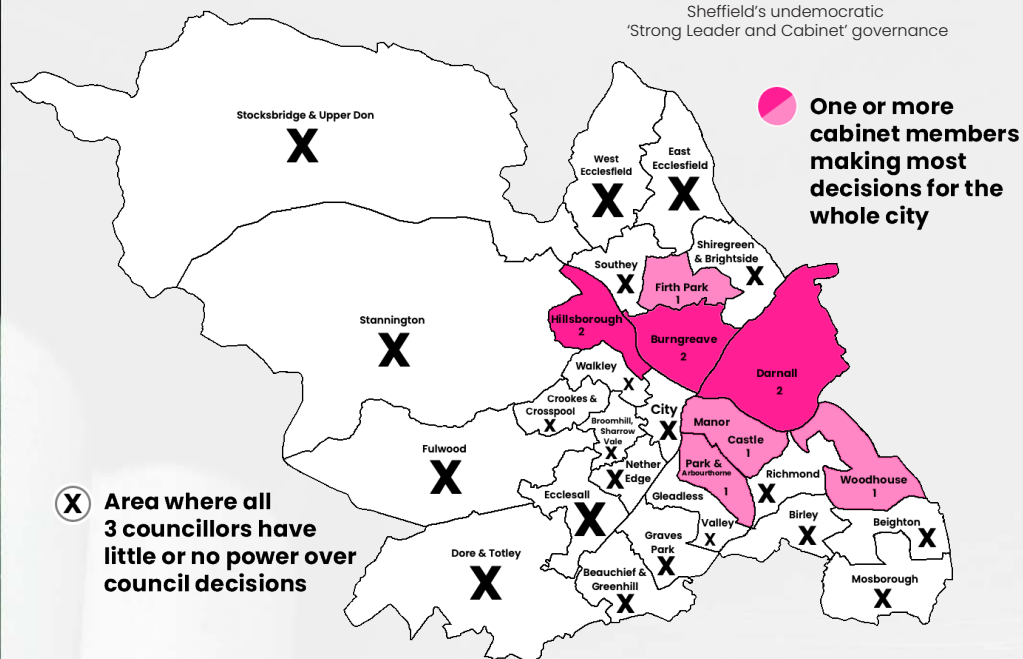 Sheffield's undemocratic
'Strong Leader and Cabinet' governance
One or more
cabinet members
making most
decisions for the
whole city
Stocksbridge & Upper Don
X
West
Ecclesfield
X
East
Ecclesfield
X
Shiregreen
& Brightside
X
Southey
X
Firth Park
1
Hillsborough
2
Burngreave
2
Darnall
2
Stannington
X
Walkley
X
Crookes &
Crosspool
X
Broomhill,
Sharrow
Vale
X
City
X
Manor
Castle
1
Park &
Arbourthorne
1
Richmond
X
Woodhouse
1
Fulwood
X
Nether
Edge
X
Ecclesall
X
Gleadless
Valley
X
Graves
Park
X
Birley
X
Beighton
X
Mosborough
X
Dore & Totley
X
Beauchief &
Greenhill
X
X
Area where all
3 councillors have
little or no power over
council decisions